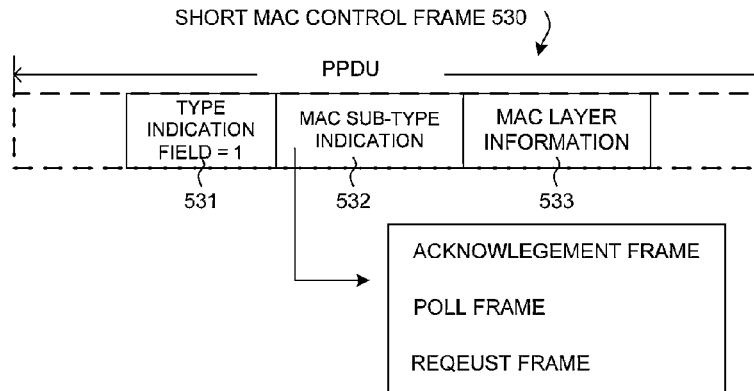 SHORT MAC CONTROL FRAME 530
PPDU
TYPE
INDICATION
FIELD = 1
MAC SUB-TYPE
INDICATION
MAC LAYER
INFORMATION
531
532
533
ACKNOWLEGEMENT FRAME
POLL FRAME
REQEUST FRAME